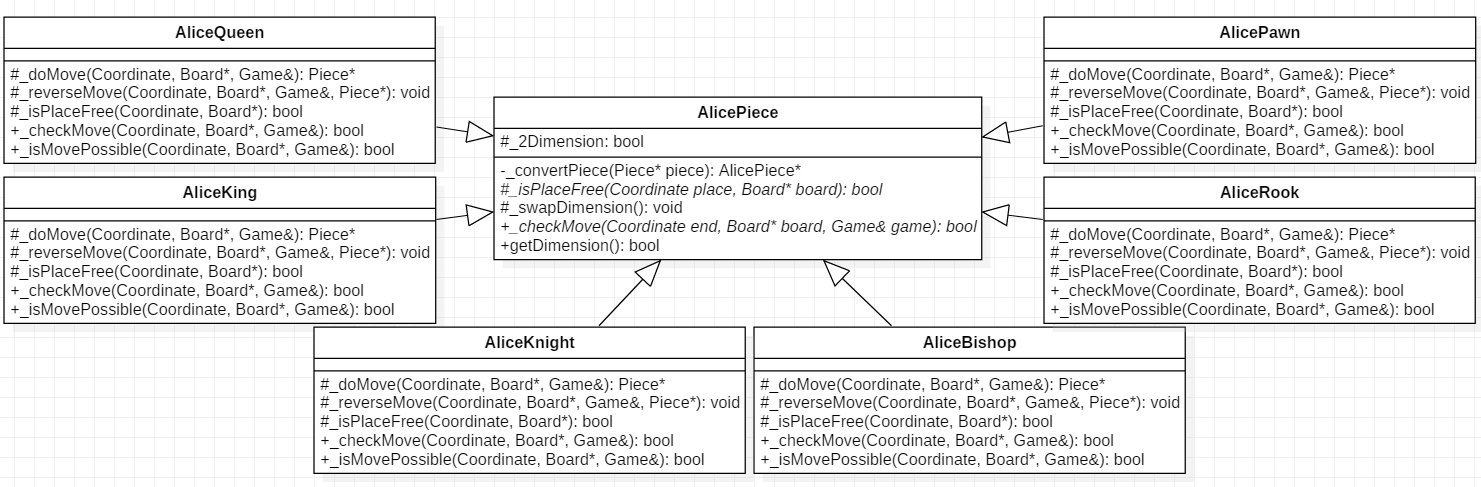 AliceQueen
#_doMove(Coordinate, Board*, Game&): Piece*
#_reverseMove(Coordinate, Board*, Game&, Piece*): void
#_isPlaceFree(Coordinate, Board*): bool
+_checkMove(Coordinate, Board*, Game&): bool
+_isMovePossible(Coordinate, Board*, Game&): bool
AliceKing
#_doMove(Coordinate, Board*, Game&): Piece*
#_reverseMove(Coordinate, Board*, Game&, Piece*): void
#_isPlaceFree(Coordinate, Board*): bool
+_checkMove(Coordinate, Board*, Game&): bool
+_isMovePossible(Coordinate, Board*, Game&): bool
AlicePiece
#_2Dimension: bool
-_convertPiece(Piece* piece): AlicePiece*
#_isPlaceFree(Coordinate place, Board* board): bool
#_swapDimension(): void
+_checkMove(Coordinate end, Board* board, Game& game): bool
+getDimension(): bool
AlicePawn
#_doMove(Coordinate, Board*, Game&): Piece*
#_reverseMove(Coordinate, Board*, Game&, Piece*): void
#_isPlaceFree(Coordinate, Board*): bool
+_checkMove(Coordinate, Board*, Game&): bool
+_isMovePossible(Coordinate, Board*, Game&): bool
AliceRook
#_doMove(Coordinate, Board*, Game&): Piece*
#_reverseMove(Coordinate, Board*, Game&, Piece*): void
#_isPlaceFree(Coordinate, Board*): bool
+_checkMove(Coordinate, Board*, Game&): bool
+_isMovePossible(Coordinate, Board*, Game&): bool
AliceKnight
#_doMove(Coordinate, Board*, Game&): Piece*
#_reverseMove(Coordinate, Board*, Game&, Piece*): void
#_isPlaceFree(Coordinate, Board*): bool
+_checkMove(Coordinate, Board*, Game&): bool
+_isMovePossible(Coordinate, Board*, Game&): bool
AliceBishop
#_doMove(Coordinate, Board*, Game&): Piece*
#_reverseMove(Coordinate, Board*, Game&, Piece*): void
#_isPlaceFree(Coordinate, Board*): bool
+_checkMove(Coordinate, Board*, Game&): bool
+_isMovePossible(Coordinate, Board*, Game&): bool